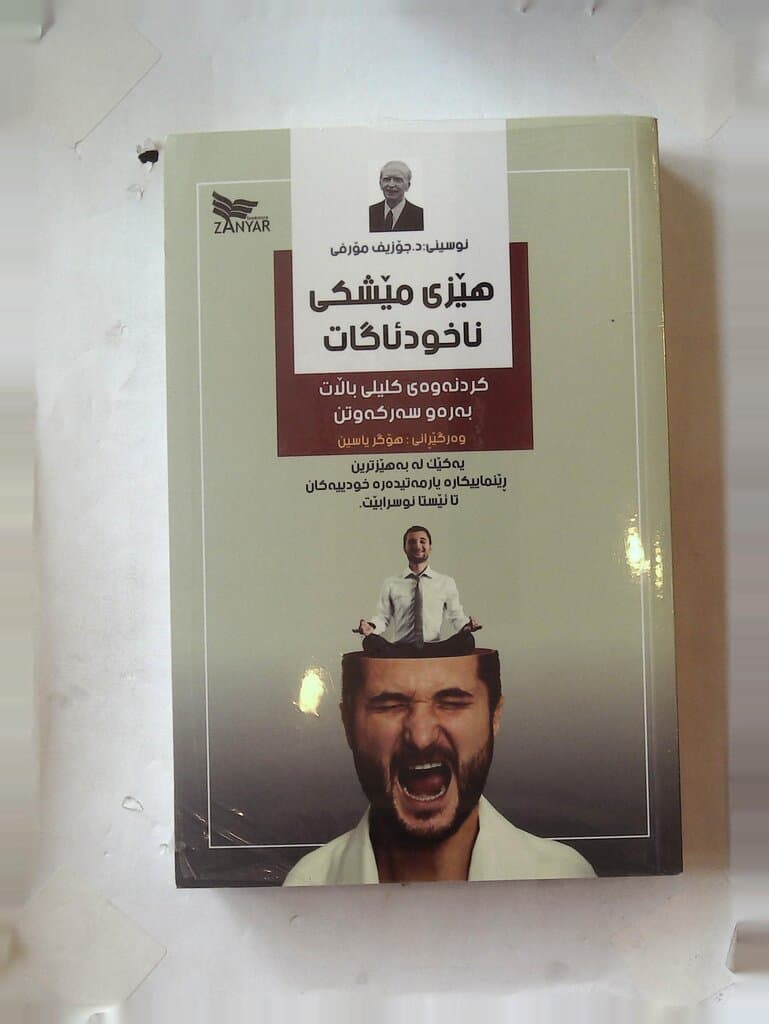 ZANYAR
نوسینی:د.جۆزیف مۆرفی
هێزی مێشکی
ناخودئاگات
کردنەوەی کلیلی باڵات
بەرەو سەرکەوتن
وەرگێڕانی : هۆگر یاسین
یەکێك لە بەهێزترین
ڕێنماییکارە یارمەتیدەرە خودییەکان
تا ئێستا نوسرابێت.